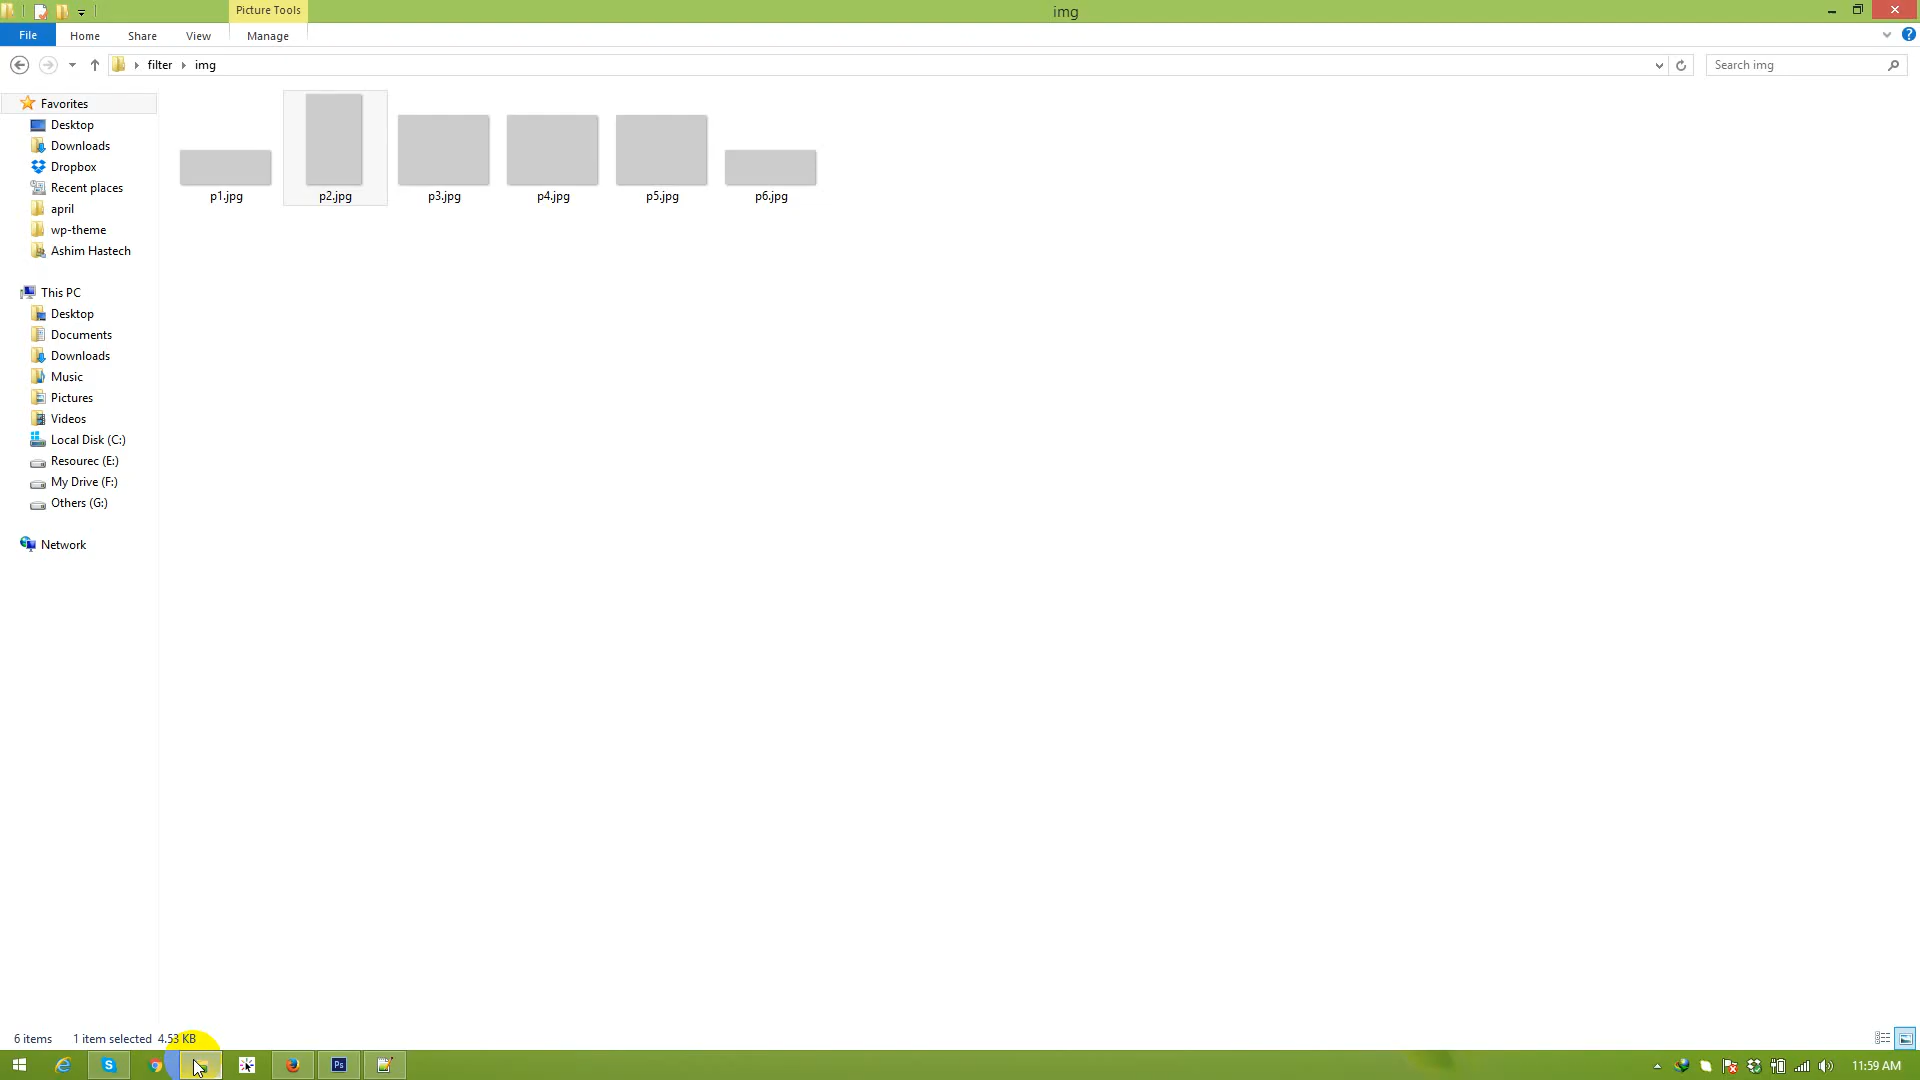 Picture Tools
img
File
Home
Share
View
Manage
filter
img
Search img
Favorites
Desktop
Downloads
Dropbox
Recent places
april
wp-theme
Ashim Hastech
This PC
Desktop
Documents
Downloads
Music
Pictures
Videos
Local Disk (C:)
Resourec (E:)
My Drive (F:)
Others (G:)
Network
p1.jpg
p2.jpg
p3.jpg
p4.jpg
p5.jpg
p6.jpg
6 items
1 item selected 4.53 KB
Ps
11:59 AM